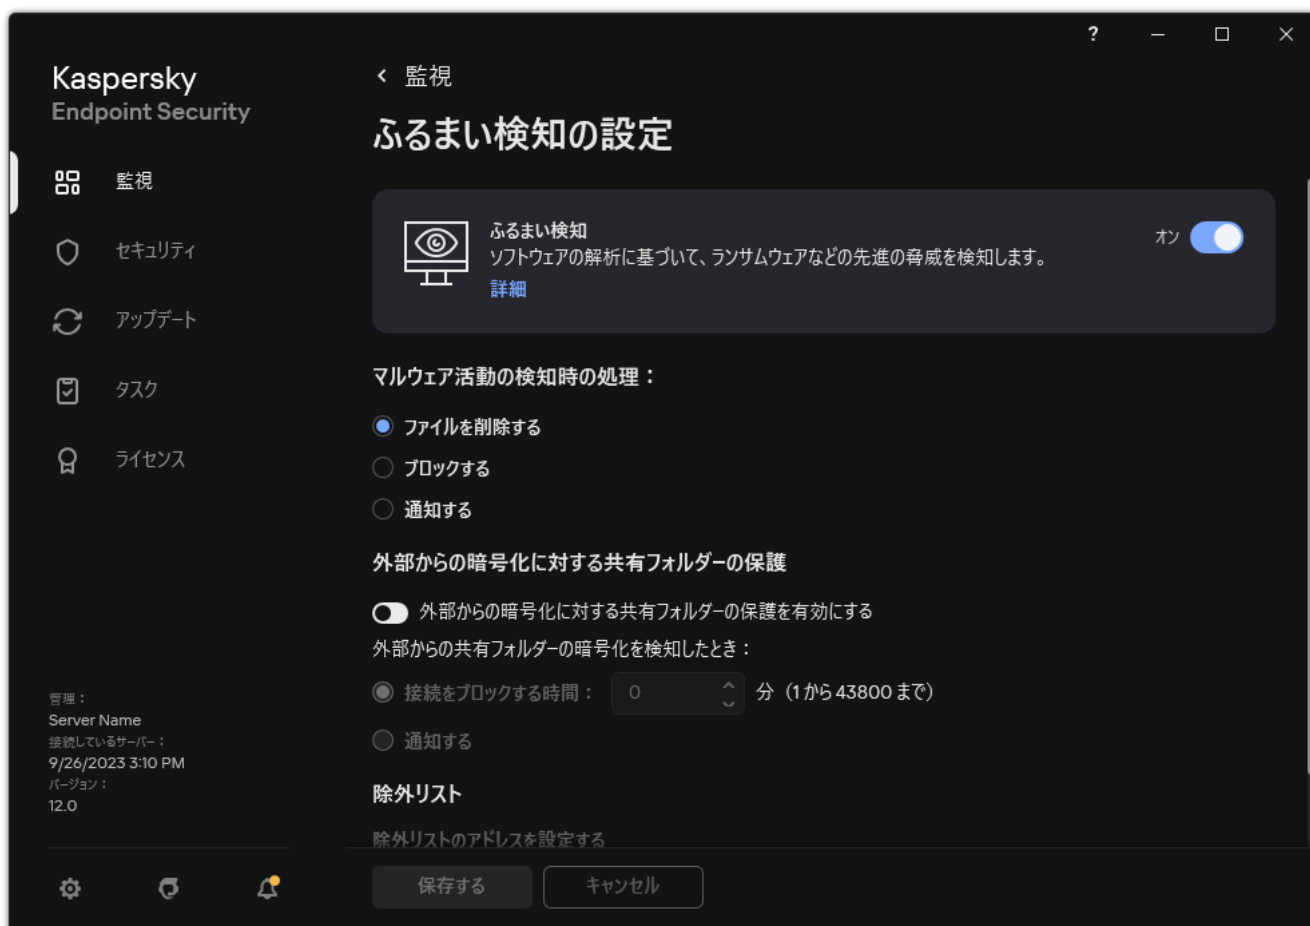 ?
Kaspersky
Endpoint Security
監視
セキュリティ
アップデート
タスク
ライセンス
管理：
Server Name
接続しているサーバー：
9/26/2023 3:10 PM
バージョン：
12.0
監視
ふるまい検知の設定
ふるまい検知
ソフトウェアの解析に基づいて、ランサムウェアなどの先進の脅威を検知します。
詳細
オン
マルウェア活動の検知時の処理：
ファイルを削除する
ブロックする
通知する
外部からの暗号化に対する共有フォルダーの保護
外部からの暗号化に対する共有フォルダーの保護を有効にする
外部からの共有フォルダーの暗号化を検知したとき：
接続をブロックする時間： 0 分（1 から 43800 まで）
通知する
除外リスト
除外リストのアドレスを設定する
保存する
キャンセル